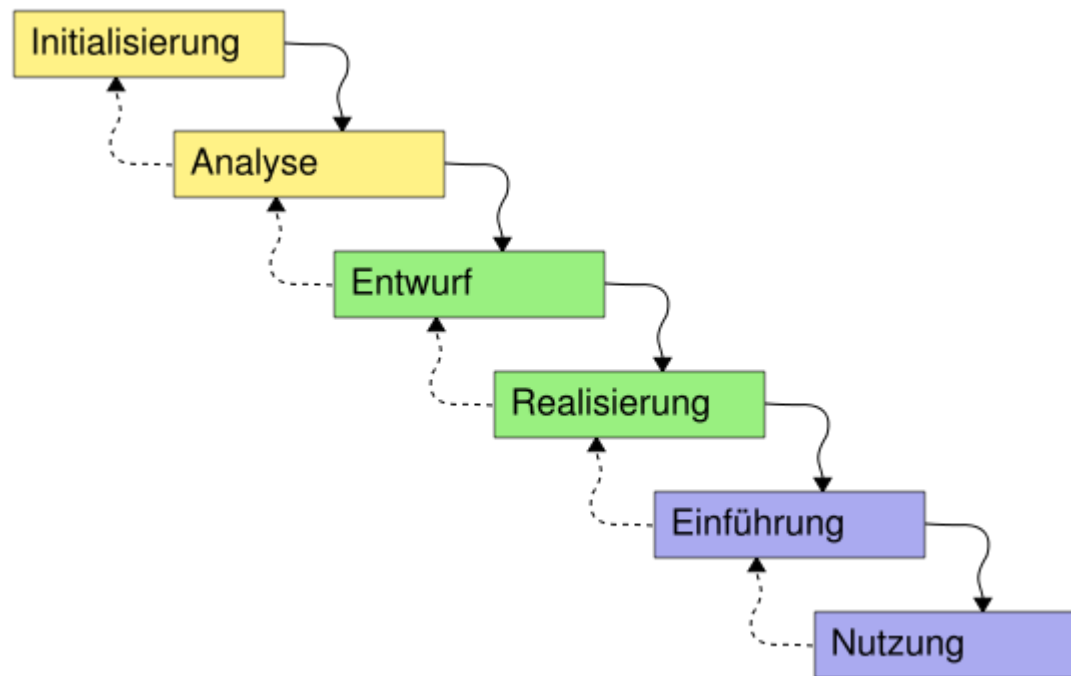 Initialisierung
Analyse
Entwurf
Realisierung
Einführung
Nutzung